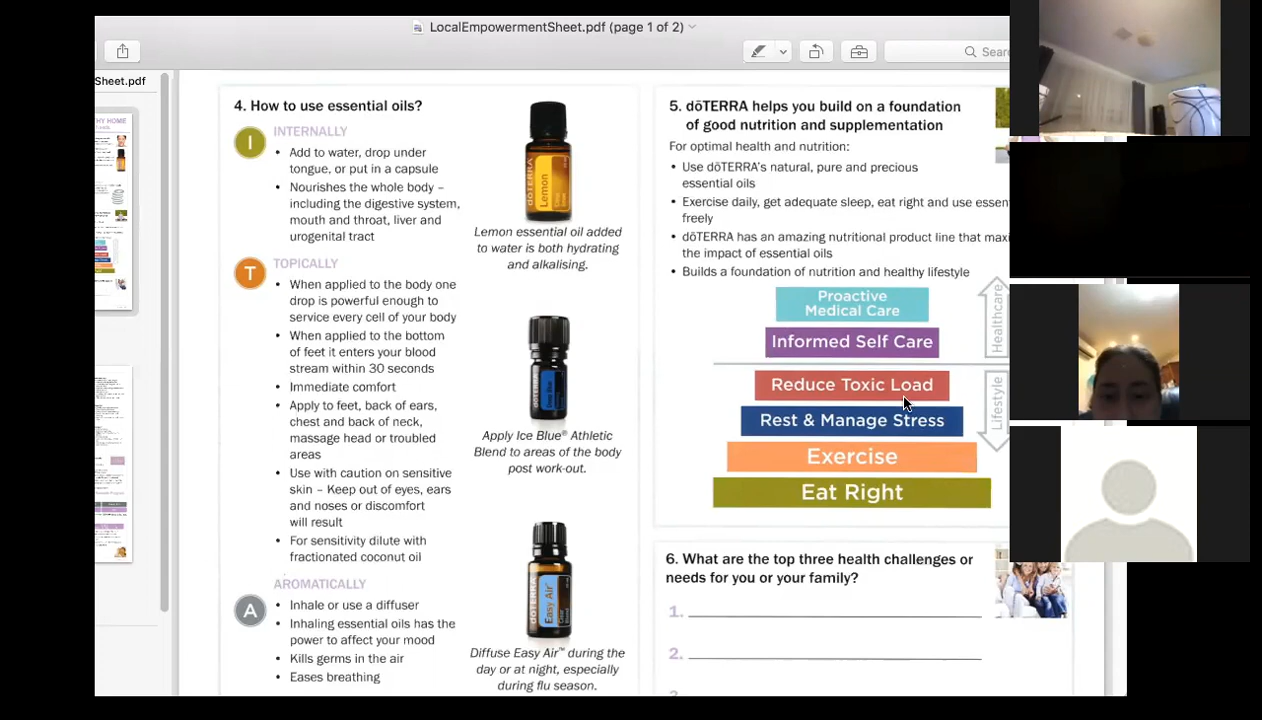 LocalEmpowermentSheet.pdf (page 1 of 2)
Sheet.pdf
4. How to use essential oils?
I
INTERNALLY
• Add to water, drop under
tongue, or put in a capsule
• Nourishes the whole body –
including the digestive system,
mouth and throat, liver and
urogenital tract
dōTERRA
Lemon
Lemon essential oil added
to water is both hydrating
and alkalising.
T
TOPICALLY
• When applied to the body one
drop is powerful enough to
service every cell of your body
• When applied to the bottom
of feet it enters your blood
stream within 30 seconds
• Immediate comfort
• Apply to feet, back of ears,
chest and back of neck,
massage head or troubled
areas
• Use with caution on sensitive
skin – Keep out of eyes, ears
and noses or discomfort
will result
• For sensitivity dilute with
fractionated coconut oil
dōTERRA
Apply Ice Blue® Athletic
Blend to areas of the body
post work-out.
A
AROMATICALLY
• Inhale or use a diffuser
• Inhaling essential oils has the
power to affect your mood
• Kills germs in the air
• Eases breathing
dōTERRA
Easy Air™
Diffuse Easy Air™ during the
day or at night, especially
during flu season.
5. dōTERRA helps you build on a foundation
of good nutrition and supplementation
For optimal health and nutrition:
• Use dōTERRA's natural, pure and precious
essential oils
• Exercise daily, get adequate sleep, eat right and use essen
freely
• dōTERRA has an amazing nutritional product line that maxi
the impact of essential oils
• Builds a foundation of nutrition and healthy lifestyle
Proactive
Medical Care
Informed Self Care
Reduce Toxic Load
Rest & Manage Stress
Exercise
Eat Right
Healthcare
Lifestyle
6. What are the top three health challenges or
needs for you or your family?
1.
2.
Sear